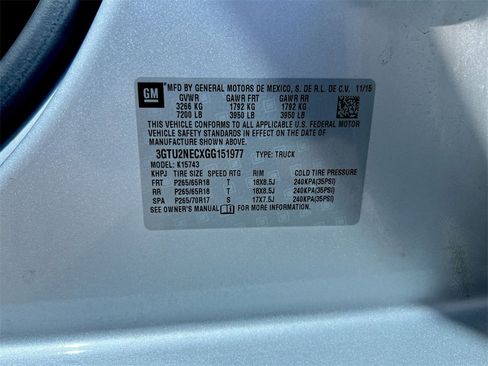 GM
*MFD BY GENERAL MOTORS DE MEXICO, S. DE R.L. DE C.V. 11/15
GVWR GAWR FRT GAWR RR
3266 KG 1792 KG 1792 KG
7200 LB 3950 LB 3950 LB
THIS VEHICLE CONFORMS TO ALL APPLICABLE U.S. FEDERAL MOTOR
VEHICLE SAFETY STANDARDS IN EFFECT ON THE DATE OF
MANUFACTURE SHOWN ABOVE.
3GTU2NECXGG151977 TYPE: TRUCK
MODEL: K15743
KHPJ TIRE SIZE SPEED RTG RIM COLD TIRE PRESSURE
FRT P265/65R18 T 18X8.5J 240KPA(35PSI)
RR P265/65R18 T 18X8.5J 240KPA(35PSI)
SPA P265/70R17 S 17X7.5J 240KPA(35PSI)
SEE OWNER'S MANUAL FOR MORE INFORMATION.